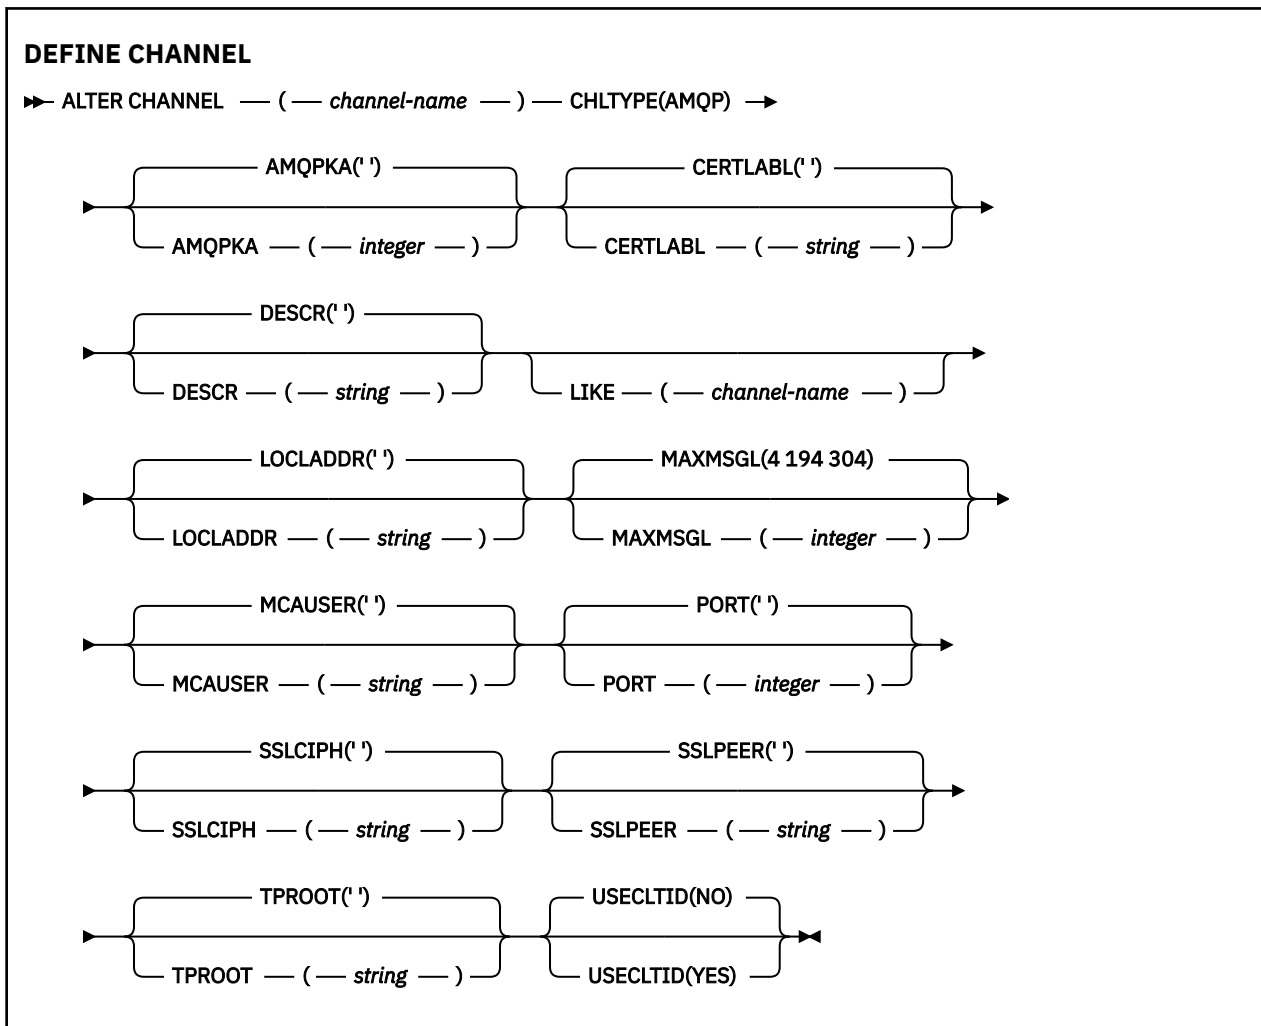 DEFINE CHANNEL
ALTER CHANNEL ( channel-name ) CHLTYPE(AMQP)
AMQPKA(' ') CERTLABL(' ')
AMQPKA ( integer ) CERTLABL ( string )
DESCR(' ')
DESCR ( string ) LIKE ( channel-name )
LOCLADDR(' ') MAXMSGL(4 194 304)
LOCLADDR ( string ) MAXMSGL ( integer )
MCAUSER(' ') PORT(' ')
MCAUSER ( string ) PORT ( integer )
SSLCIPH(' ') SSLPEER(' ')
SSLCIPH ( string ) SSLPEER ( string )
TPROOT(' ') USECLTID(NO)
TPROOT ( string ) USECLTID(YES)